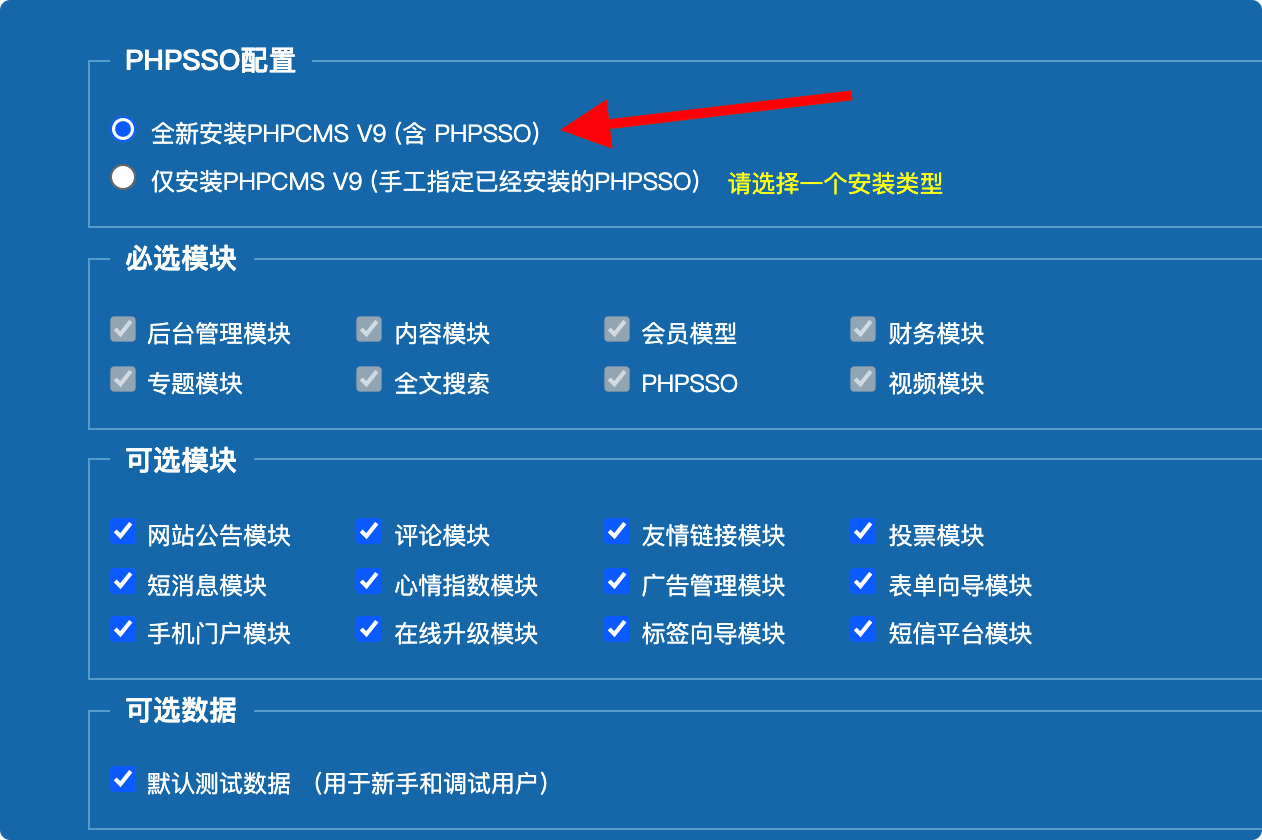 PHPSSO配置
全新安装PHPCMS V9 (含 PHPSSO)
仅安装PHPCMS V9 (手工指定已经安装的PHPSSO) 请选择一个安装类型
必选模块
后台管理模块 内容模块 会员模型 财务模块
专题模块 全文搜索 PHPSSO 视频模块
可选模块
网站公告模块 评论模块 友情链接模块 投票模块
短消息模块 心情指数模块 广告管理模块 表单向导模块
手机门户模块 在线升级模块 标签向导模块 短信平台模块
可选数据
默认测试数据 （用于新手和调试用户）